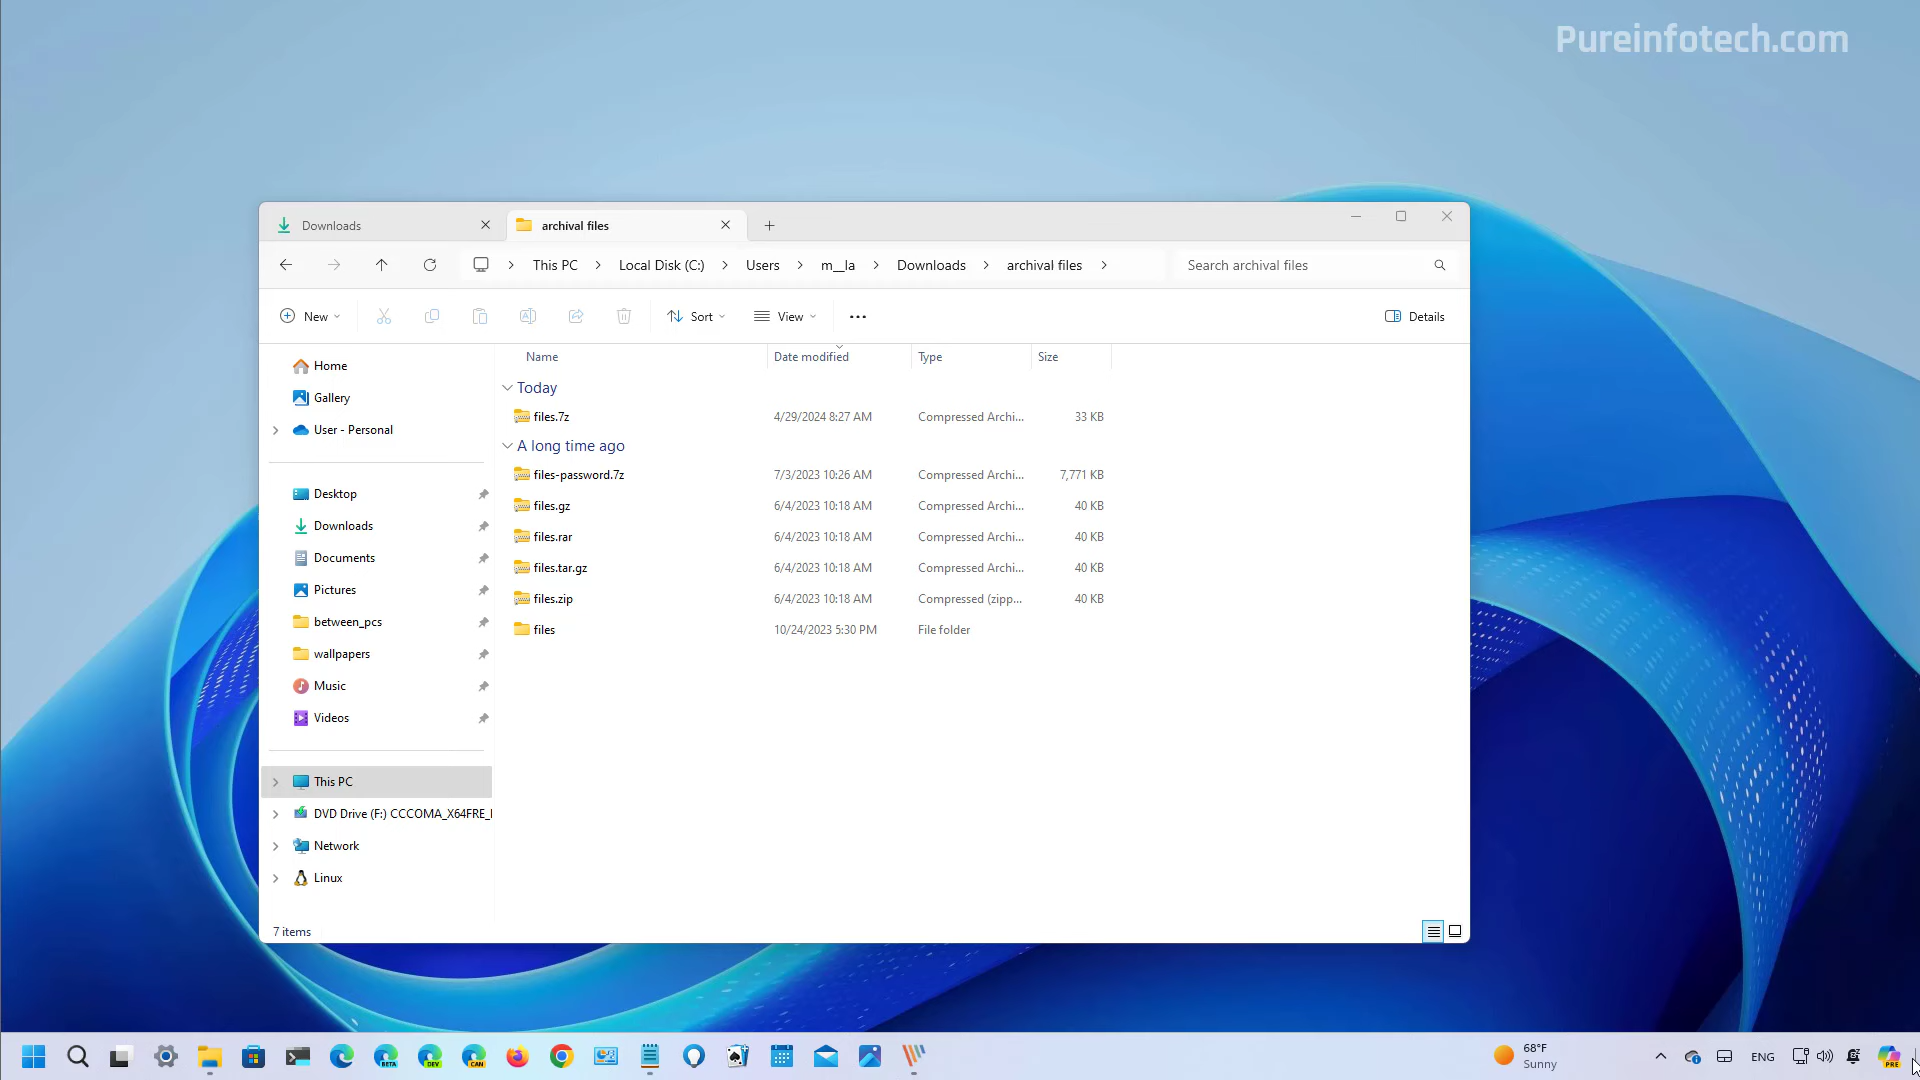 Pureinfotech.com
Downloads
archival files
This PC
Local Disk (C:)
Users
m__la
Downloads
archival files
Search archival files
New
Sort
View
Details
Name Date modified Type Size
Today
files.7z 4/29/2024 8:27 AM Compressed Archi... 33 KB
A long time ago
files-password.7z 7/3/2023 10:26 AM Compressed Archi... 7,771 KB
files.gz 6/4/2023 10:18 AM Compressed Archi... 40 KB
files.rar 6/4/2023 10:18 AM Compressed Archi... 40 KB
files.tar.gz 6/4/2023 10:18 AM Compressed Archi... 40 KB
files.zip 6/4/2023 10:18 AM Compressed (zipp... 40 KB
files 10/24/2023 5:30 PM File folder
Home
Gallery
User - Personal
Desktop
Downloads
Documents
Pictures
between_pcs
wallpapers
Music
Videos
This PC
DVD Drive (F:) CCCOMA_X64FRE_
Network
Linux
7 items
BETA
DEV
CAN
68°F
Sunny
ENG
PRE